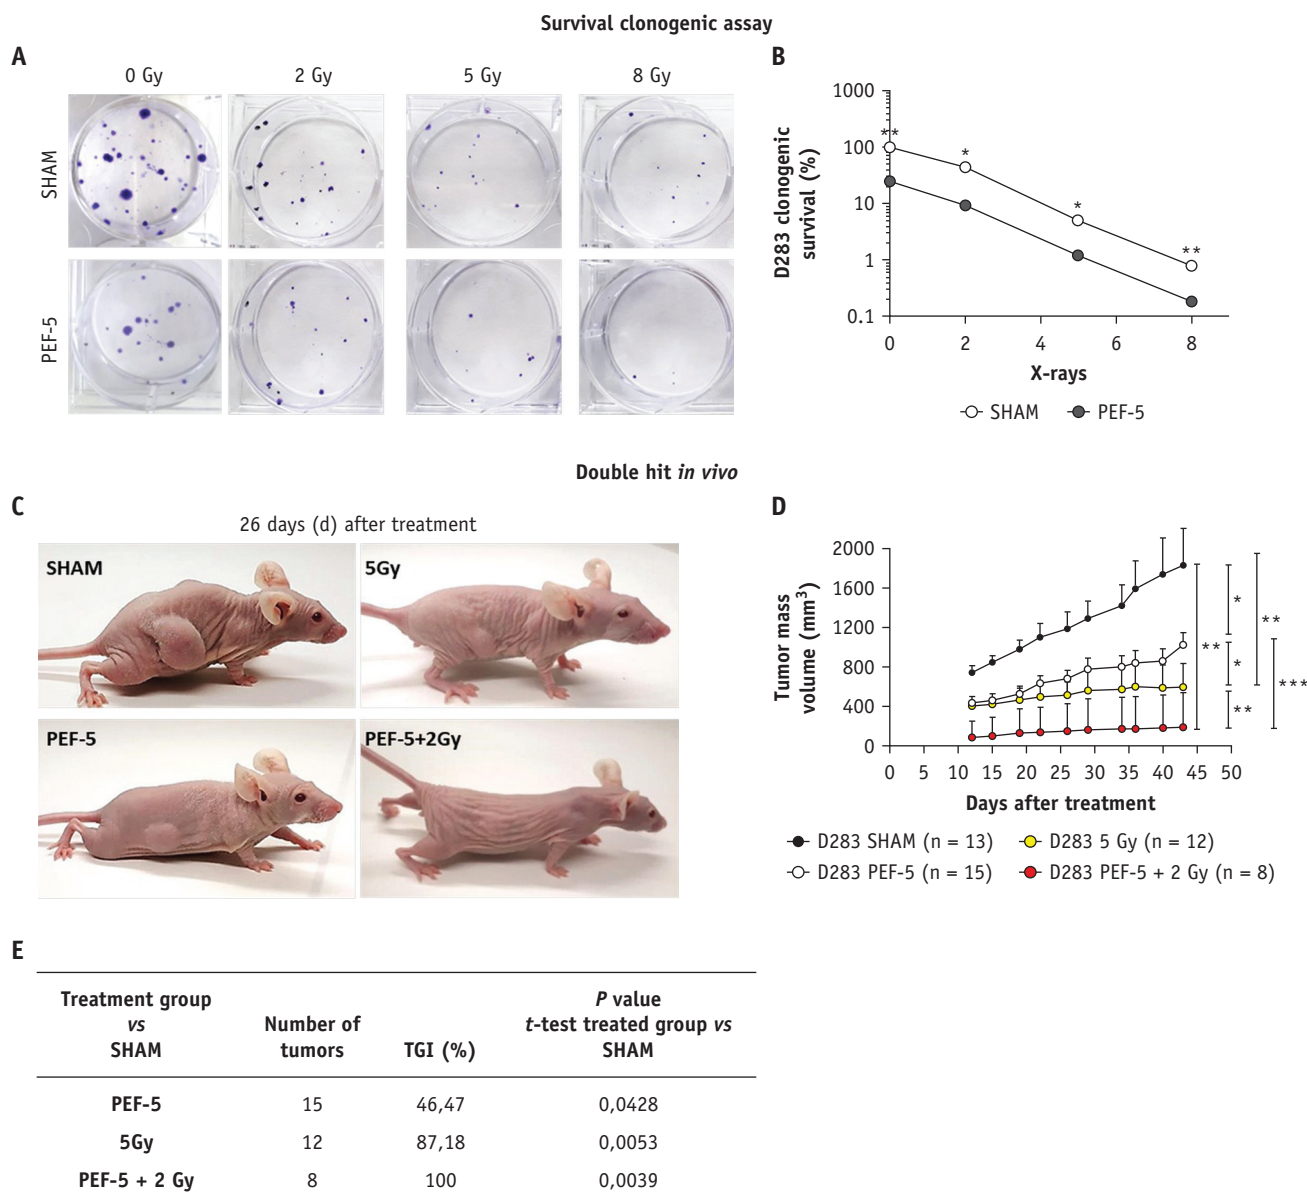 Survival clonogenic assay
A
0 Gy 2 Gy 5 Gy 8 Gy
SHAM
PEF-5
B
D283 clonogenic
survival (%)
1000
100
10
1
0.1
** * * **
0 2 4 6 8
X-rays
SHAM PEF-5
Double hit in vivo
C
26 days (d) after treatment
SHAM
5Gy
PEF-5
PEF-5+2Gy
D
Tumor mass
volume (mm³)
2000
1600
1200
800
400
0
**
*
*
**
**
***
0 5 10 15 20 25 30 35 40 45 50
Days after treatment
D283 SHAM (n = 13) D283 5 Gy (n = 12)
D283 PEF-5 (n = 15) D283 PEF-5 + 2 Gy (n = 8)
E
Treatment group
vs
SHAM
Number of
tumors
TGI (%)
P value
t-test treated group vs
SHAM
PEF-5 15 46,47 0,0428
5Gy 12 87,18 0,0053
PEF-5 + 2 Gy 8 100 0,0039